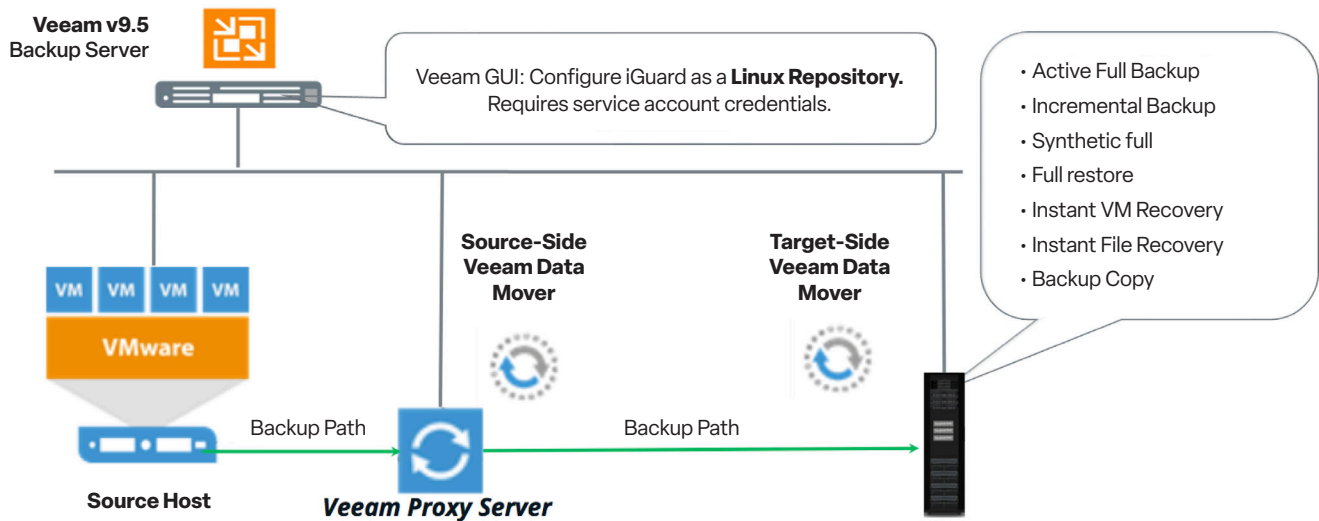 Veeam v9.5
Backup Server
Veeam GUI: Configure iGuard as a Linux Repository.
Requires service account credentials.
• Active Full Backup
• Incremental Backup
• Synthetic full
• Full restore
• Instant VM Recovery
• Instant File Recovery
• Backup Copy
Source-Side
Veeam Data
Mover
Target-Side
Veeam Data
Mover
VM VM VM VM
VMware
Backup Path
Backup Path
Source Host
Veeam Proxy Server